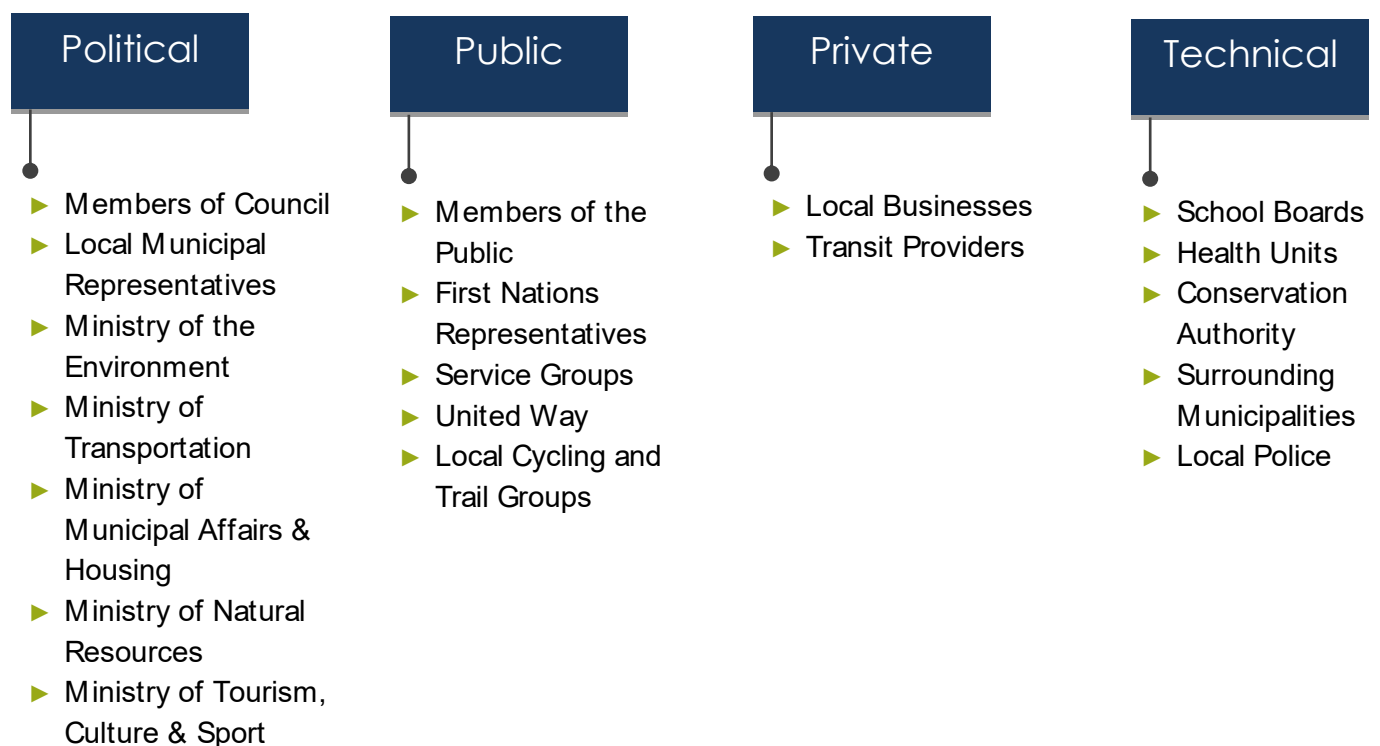 Political
► Members of Council
► Local Municipal
Representatives
► Ministry of the
Environment
► Ministry of
Transportation
► Ministry of
Municipal Affairs &
Housing
► Ministry of Natural
Resources
► Ministry of Tourism,
Culture & Sport
Public
► Members of the
Public
► First Nations
Representatives
► Service Groups
► United Way
► Local Cycling and
Trail Groups
Private
► Local Businesses
► Transit Providers
Technical
► School Boards
► Health Units
► Conservation
Authority
► Surrounding
Municipalities
► Local Police